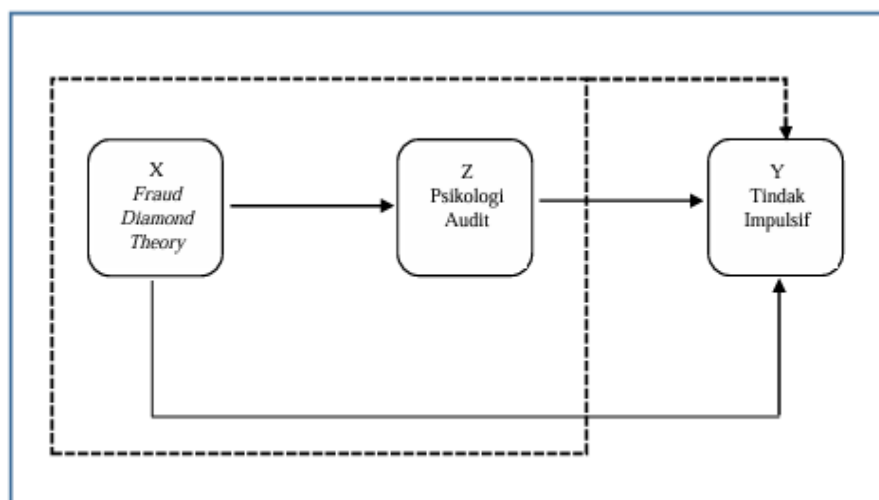 X
Fraud
Diamond
Theory
Z
Psikologi
Audit
Y
Tindak
Impulsif